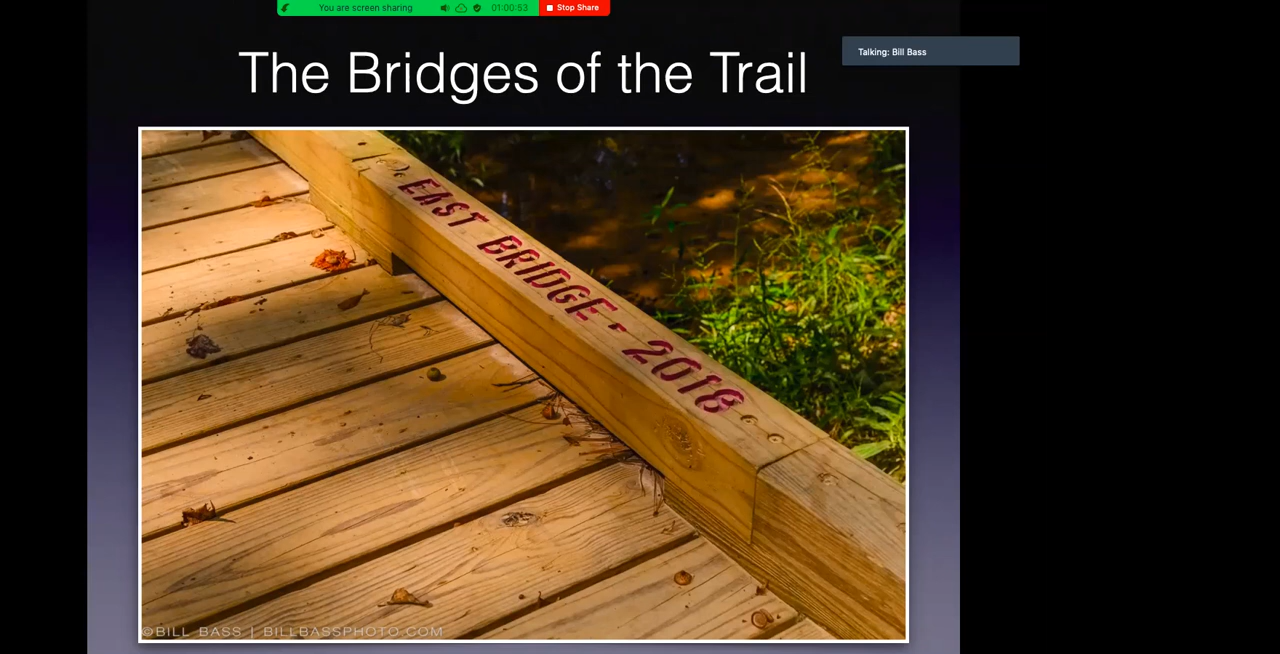 You are screen sharing
01:00:53
Stop Share
Talking: Bill Bass
The Bridges of the Trail
EAST BRIDGE - 2018
©BILL BASS | BILLBASSPHOTO.COM